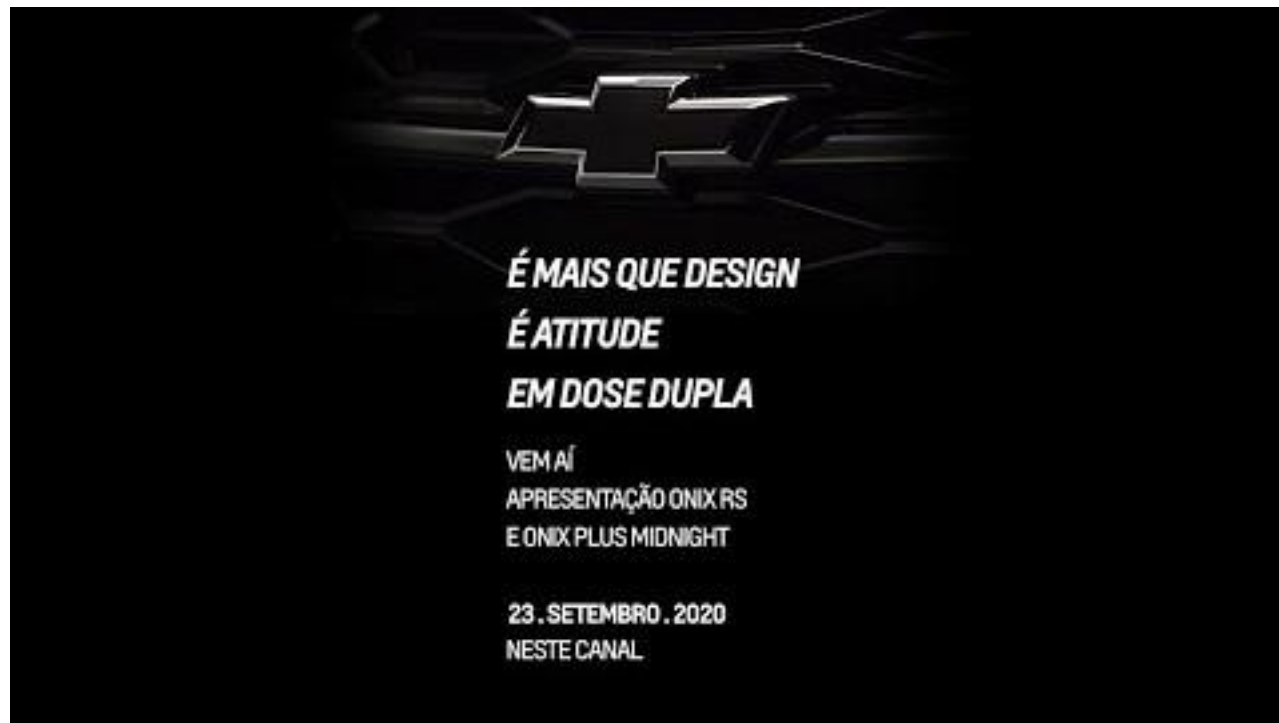 É MAIS QUE DESIGN
É ATITUDE
EM DOSE DUPLA
VEM AÍ
APRESENTAÇÃO ONIX RS
E ONIX PLUS MIDNIGHT
23.SETEMBRO.2020
NESTE CANAL